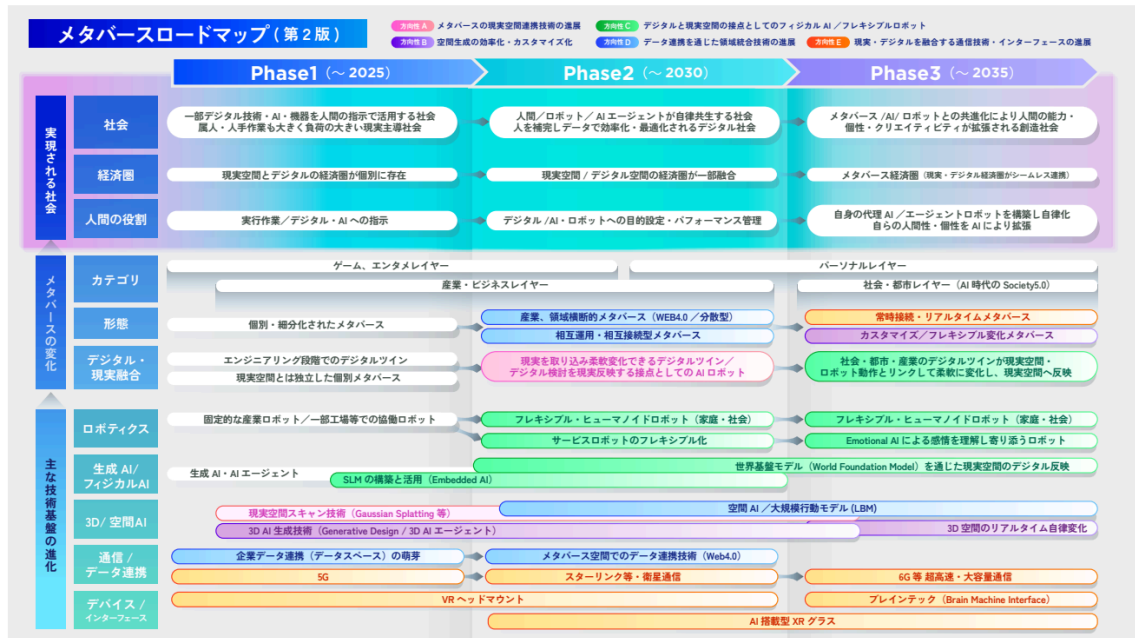 メタバースロードマップ(第2版)
方向性A メタバースの現実空間連携技術の進展
方向性C デジタルと現実空間の接点としてのフィジカル AI /フレキシブルロボット
方向性B 空間生成の効率化・カスタマイズ化
方向性D データ連携を通じた領域統合技術の進展
方向性E 現実・デジタルを融合する通信技術・インターフェースの進展
Phase1(~ 2025)
Phase2(~ 2030)
Phase3(~ 2035)
実現される社会
社会
一部デジタル技術・AI・機器を人間の指示で活用する社会
属人・人手作業も大きく負荷の大きい現実主導社会
人間/ロボット/ AI エージェントが自律共生する社会
人を補完しデータで効率化・最適化されるデジタル社会
メタバース /AI/ ロボットとの共進化により人間の能力・
個性・クリエイティビティが拡張される創造社会
経済圏
現実空間とデジタルの経済圏が個別に存在
現実空間 / デジタル空間の経済圏が一部融合
メタバース経済圏(現実・デジタル経済圏がシームレス連携)
人間の役割
実行作業/デジタル・AI への指示
デジタル /AI・ロボットへの目的設定・パフォーマンス管理
自身の代理 AI /エージェントロボットを構築し自律化
自らの人間性・個性を AI により拡張
メタバースの変化
カテゴリ
ゲーム、エンタメレイヤー
パーソナルレイヤー
産業・ビジネスレイヤー
社会・都市レイヤー(AI 時代の Society5.0)
形態
個別・細分化されたメタバース
産業、領域横断的メタバース(WEB4.0 /分散型)
相互運用・相互接続型メタバース
常時接続・リアルタイムメタバース
カスタマイズ/フレキシブル変化メタバース
デジタル・
現実融合
エンジニアリング段階でのデジタルツイン
現実空間とは独立した個別メタバース
現実を取り込み柔軟変化できるデジタルツイン/
デジタル検討を現実反映する接点としての AI ロボット
社会・都市・産業のデジタルツインが現実空間・
ロボット動作とリンクして柔軟に変化し、現実空間へ反映
主な技術基盤の進化
ロボティクス
固定的な産業ロボット/一部工場等での協働ロボット
フレキシブル・ヒューマノイドロボット(家庭・社会)
サービスロボットのフレキシブル化
フレキシブル・ヒューマノイドロボット(家庭・社会)
Emotional AI による感情を理解し寄り添うロボット
生成 AI/
フィジカルAI
生成 AI・AI エージェント
世界基盤モデル(World Foundation Model)を通じた現実空間のデジタル反映
SLM の構築と活用(Embedded AI)
3D/ 空間AI
現実空間スキャン技術(Gaussian Splatting 等)
空間 AI /大規模行動モデル (LBM)
3D AI 生成技術(Generative Design / 3D AI エージェント)
3D 空間のリアルタイム自律変化
通信 /
データ連携
企業データ連携(データスペース)の萌芽
メタバース空間でのデータ連携技術(Web4.0)
5G
スターリンク等・衛星通信
6G 等 超高速・大容量通信
デバイス /
インターフェース
VR ヘッドマウント
ブレインテック(Brain Machine Interface)
AI 搭載型 XR グラス